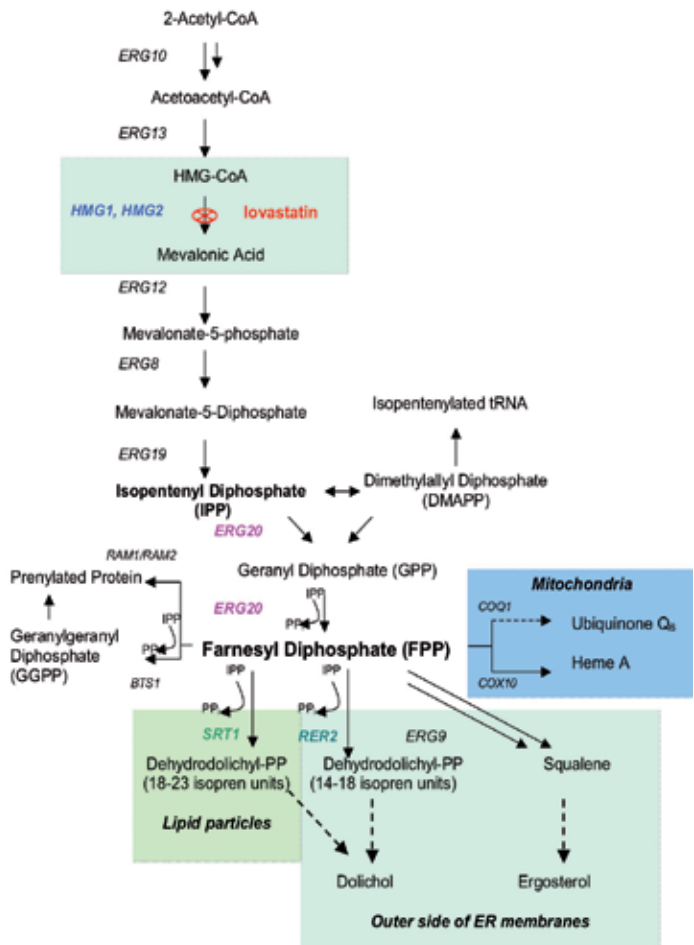 2-Acetyl-CoA
ERG10
Acetoacetyl-CoA
ERG13
HMG-CoA
HMG1, HMG2
lovastatin
Mevalonic Acid
ERG12
Mevalonate-5-phosphate
ERG8
Mevalonate-5-Diphosphate
Isopentenylated tRNA
ERG19
Isopentenyl Diphosphate
(IPP)
Dimethylallyl Diphosphate
(DMAPP)
ERG20
RAM1/RAM2
Geranyl Diphosphate (GPP)
Prenylated Protein
IPP
ERG20
IPP
PPi
PPi
Geranylgeranyl
Diphosphate
(GGPP)
BTS1
Farnesyl Diphosphate (FPP)
Mitochondria
COQ1
Ubiquinone Q6
Heme A
COX10
IPP
IPP
PPi
PPi
SRT1
RER2
ERG9
Dehydrodolichyl-PP
(18-23 isopren units)
Dehydrodolichyl-PP
(14-18 isopren units)
Squalene
Lipid particles
Dolichol
Ergosterol
Outer side of ER membranes